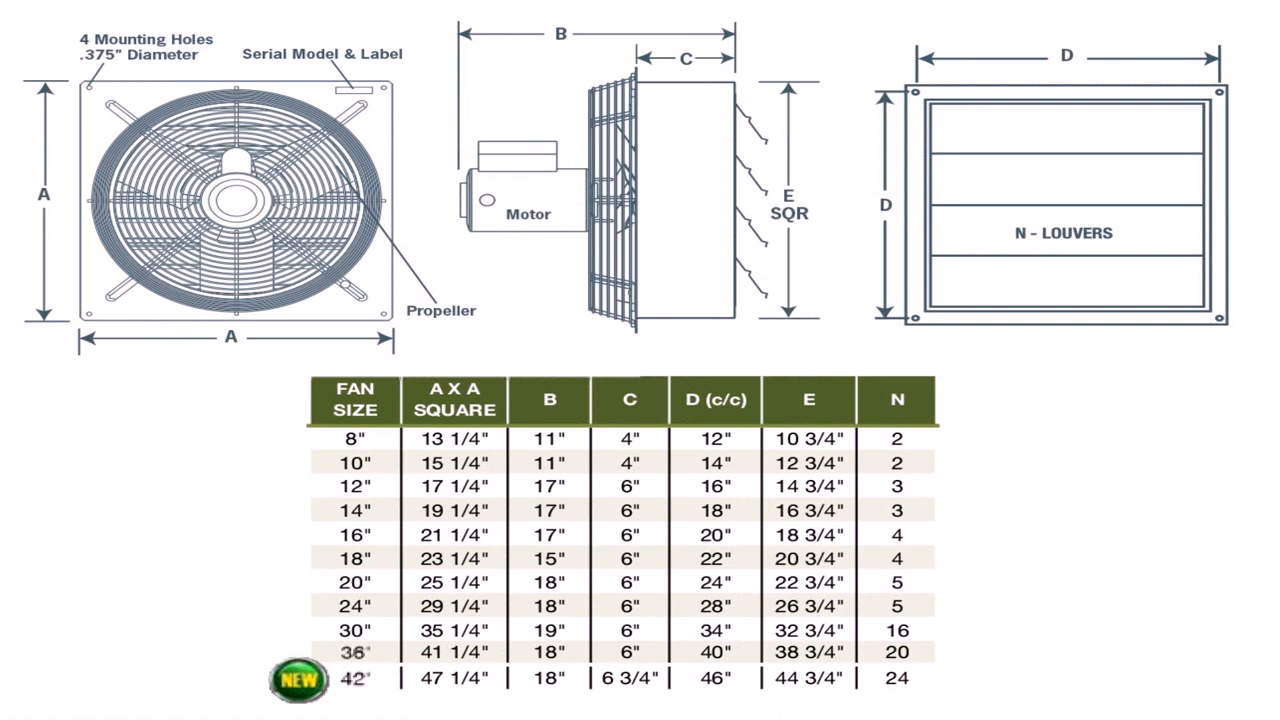 4 Mounting Holes
.375” Diameter
Serial Model & Label
A
A
Propeller
B
C
Motor
E
SQR
D
D
N - LOUVERS
FAN SIZE A X A SQUARE B C D (c/c) E N
8" 13 1/4" 11" 4" 12" 10 3/4" 2
10" 15 1/4" 11" 4" 14" 12 3/4" 2
12" 17 1/4" 17" 6" 16" 14 3/4" 3
14" 19 1/4" 17" 6" 18" 16 3/4" 3
16" 21 1/4" 17" 6" 20" 18 3/4" 4
18" 23 1/4" 15" 6" 22" 20 3/4" 4
20" 25 1/4" 18" 6" 24" 22 3/4" 5
24" 29 1/4" 18" 6" 28" 26 3/4" 5
30" 35 1/4" 19" 6" 34" 32 3/4" 16
36" 41 1/4" 18" 6" 40" 38 3/4" 20
NEW 42" 47 1/4" 18" 6 3/4" 46" 44 3/4" 24